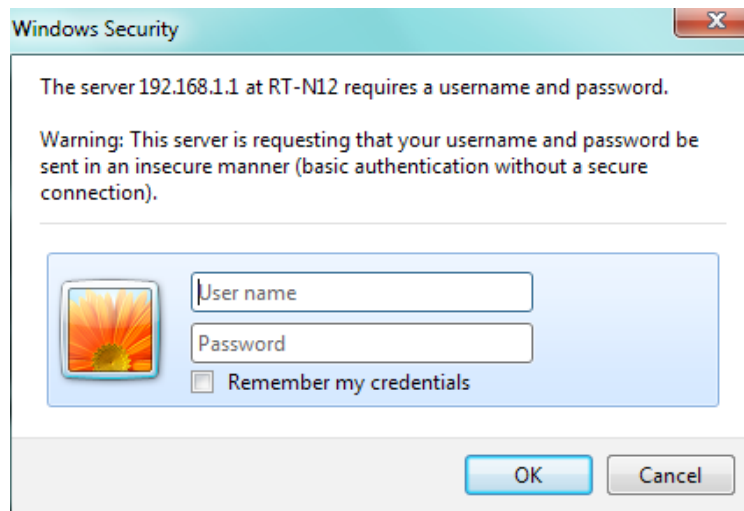 Windows Security
The server 192.168.1.1 at RT-N12 requires a username and password.
Warning: This server is requesting that your username and password be
sent in an insecure manner (basic authentication without a secure
connection).
User name
Password
Remember my credentials
OK
Cancel